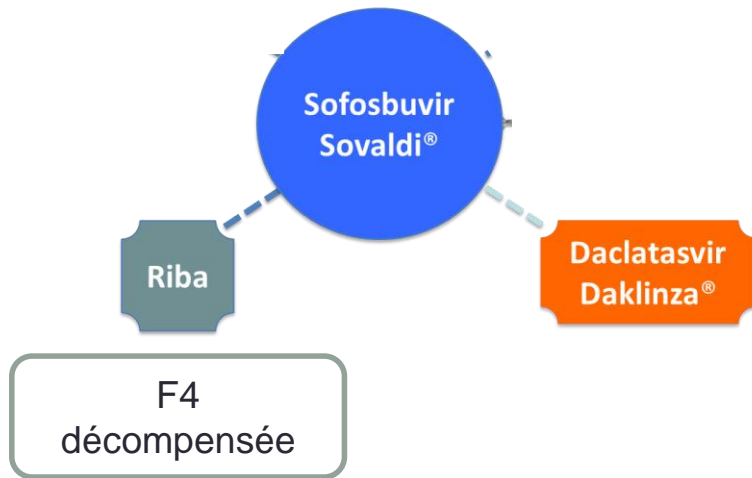 Sofosbuvir
Sovaldi®
Riba
Daclatasvir
Daklinza®
F4
décompensée